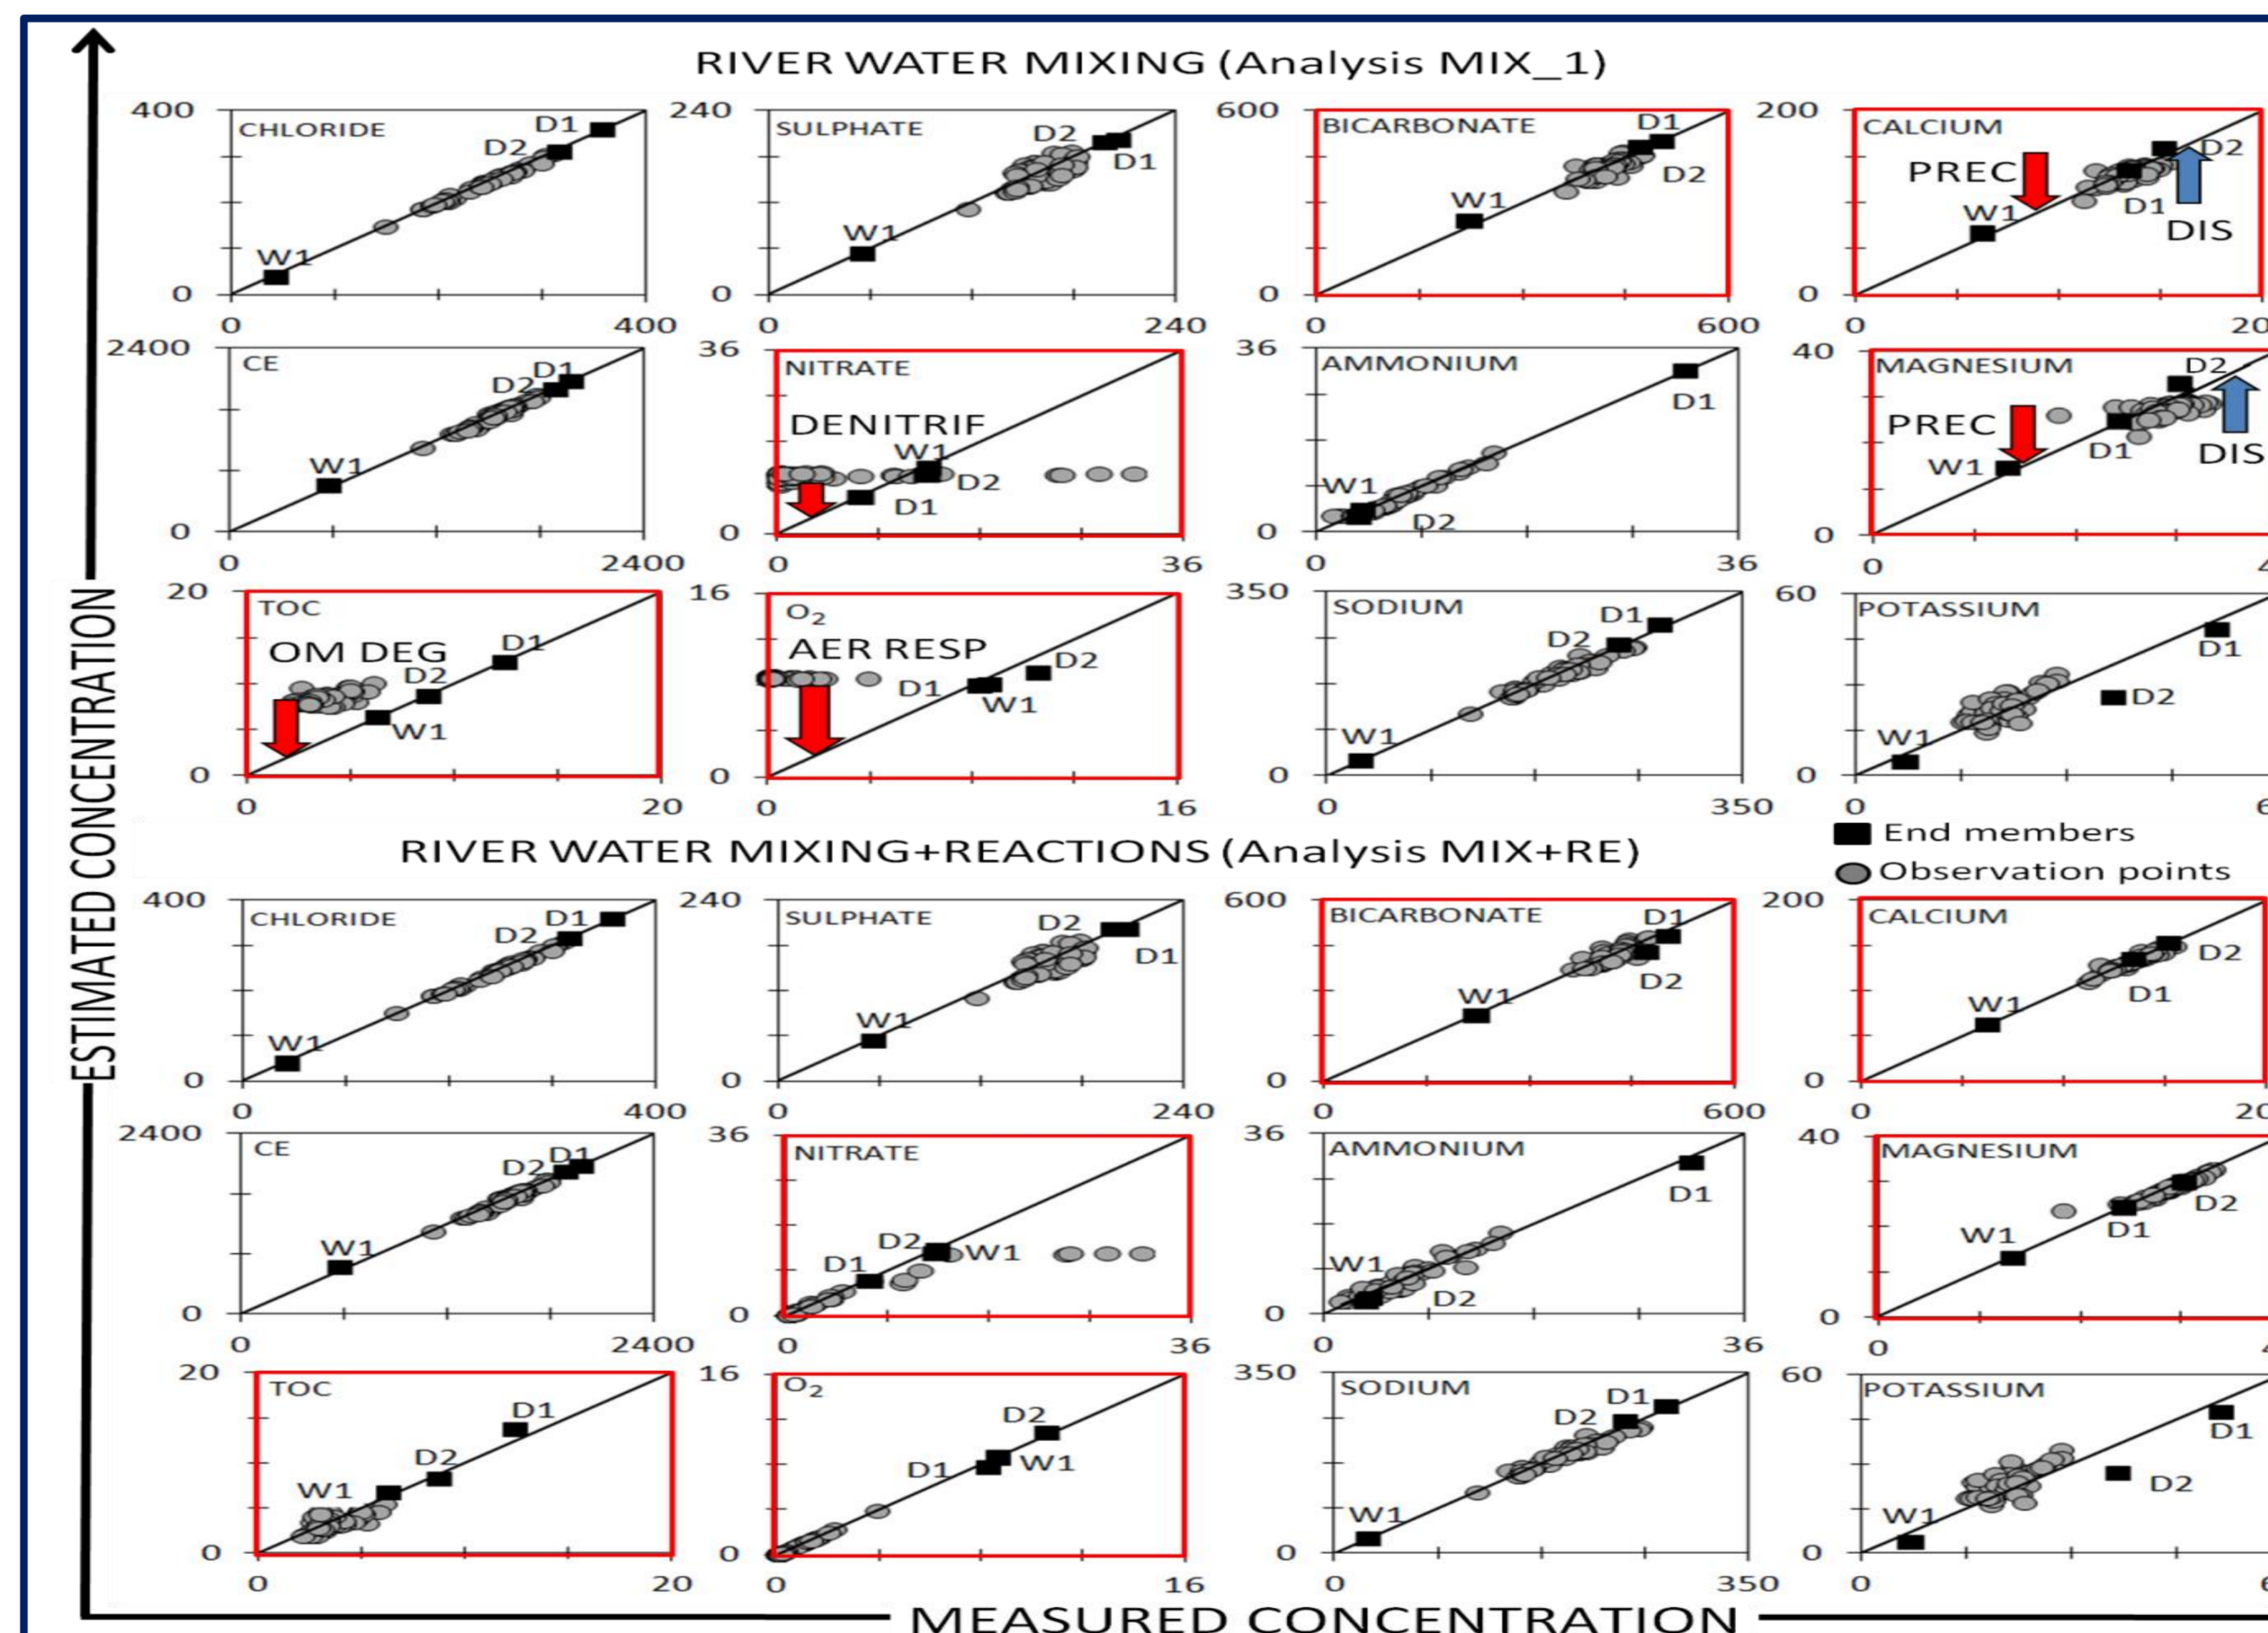 RIVER WATER MIXING (Analysis MIX_1)
400
CHLORIDE
D1
D2
W1
0
0
400
240
SULPHATE
D2
D1
W1
0
0
240
600
BICARBONATE
D1
D2
W1
0
0
600
200
CALCIUM
PREC
D2
W1
D1
DIS
0
0
2400
CE
D1
D2
W1
0
0
2400
36
NITRATE
DENITRIF
W1
D2
D1
0
0
36
36
AMMONIUM
D1
W1
D2
0
0
36
40
MAGNESIUM
D2
PREC
W1
D1
DIS
0
0
20
TOC
OM DEG
D1
D2
W1
0
0
20
16
O₂
AER RESP
D2
D1
W1
0
0
16
350
SODIUM
D1
D2
W1
0
0
350
60
POTASSIUM
D1
D2
W1
0
0
ESTIMATED CONCENTRATION
End members
Observation points
RIVER WATER MIXING+REACTIONS (Analysis MIX+RE)
400
CHLORIDE
D1
D2
W1
0
0
400
240
SULPHATE
D2
D1
W1
0
0
240
600
BICARBONATE
D1
D2
W1
0
0
600
200
CALCIUM
D2
D1
W1
0
0
2400
CE
D1
D2
W1
0
0
2400
36
NITRATE
D2
W1
D1
0
0
36
36
AMMONIUM
D1
W1
D2
0
0
36
40
MAGNESIUM
D2
W1
D1
0
0
20
TOC
D1
D2
W1
0
0
20
16
O₂
D2
D1
W1
0
0
16
350
SODIUM
D1
D2
W1
0
0
350
60
POTASSIUM
D1
D2
W1
0
0
MEASURED CONCENTRATION